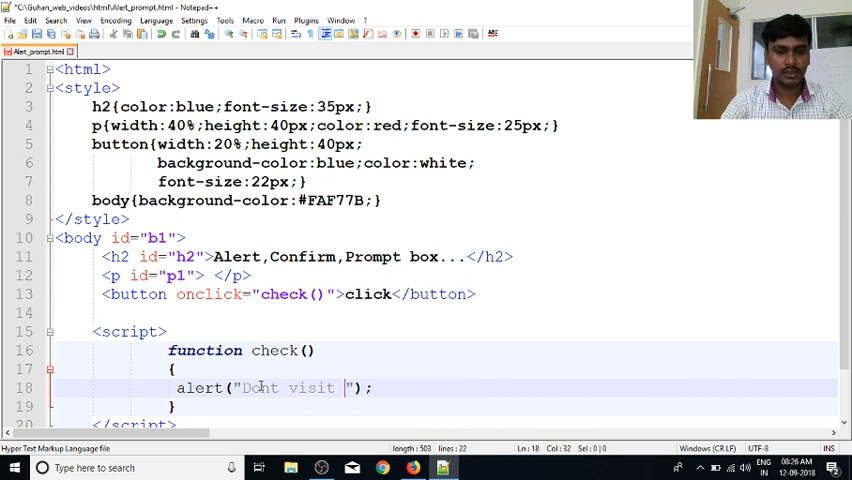 *C:\Guhan_web_videos\html\Alert_prompt.html - Notepad++
File Edit Search View Encoding Language Settings Tools Macro Run Plugins Window ?
X
Alert_prompt.html
1 <html>
2 <style>
3 h2{color:blue;font-size:35px;}
4 p{width:40%;height:40px;color:red;font-size:25px;}
5 button{width:20%;height:40px;
6 background-color:blue;color:white;
7 font-size:22px;}
8 body{background-color:#FAF77B;}
9 </style>
10 <body id="b1">
11 <h2 id="h2">Alert,Confirm,Prompt box...</h2>
12 <p id="p1"> </p>
13 <button onclick="check()">click</button>
14
15 <script>
16 function check()
17 {
18 alert("Dont visit ");
19 }
20 </script>
Hyper Text Markup Language file length : 503 lines : 22 Ln : 18 Col : 32 Sel : 0 | 0 Windows (CR LF) UTF-8 INS
Type here to search
ENG
IN
08:26 AM
12-09-2018
2